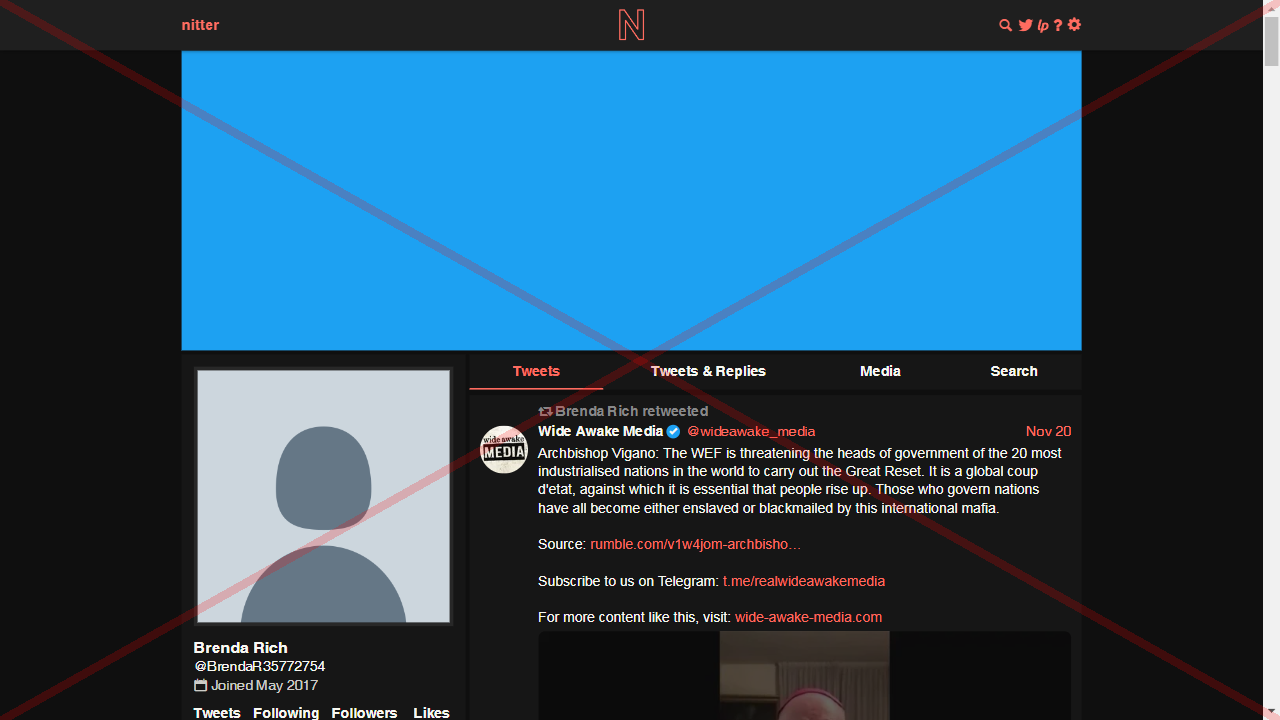 nitter
N
lp ?
Tweets
Tweets & Replies
Media
Search
Brenda Rich retweeted
wide awake
MEDIA
Wide Awake Media @wideawake_media Nov 20
Archbishop Vigano: The WEF is threatening the heads of government of the 20 most
industrialised nations in the world to carry out the Great Reset. It is a global coup
d'etat, against which it is essential that people rise up. Those who govern nations
have all become either enslaved or blackmailed by this international mafia.
Source: rumble.com/v1w4jom-archbisho…
Subscribe to us on Telegram: t.me/realwideawakemedia
For more content like this, visit: wide-awake-media.com
Brenda Rich
@BrendaR35772754
Joined May 2017
Tweets Following Followers Likes